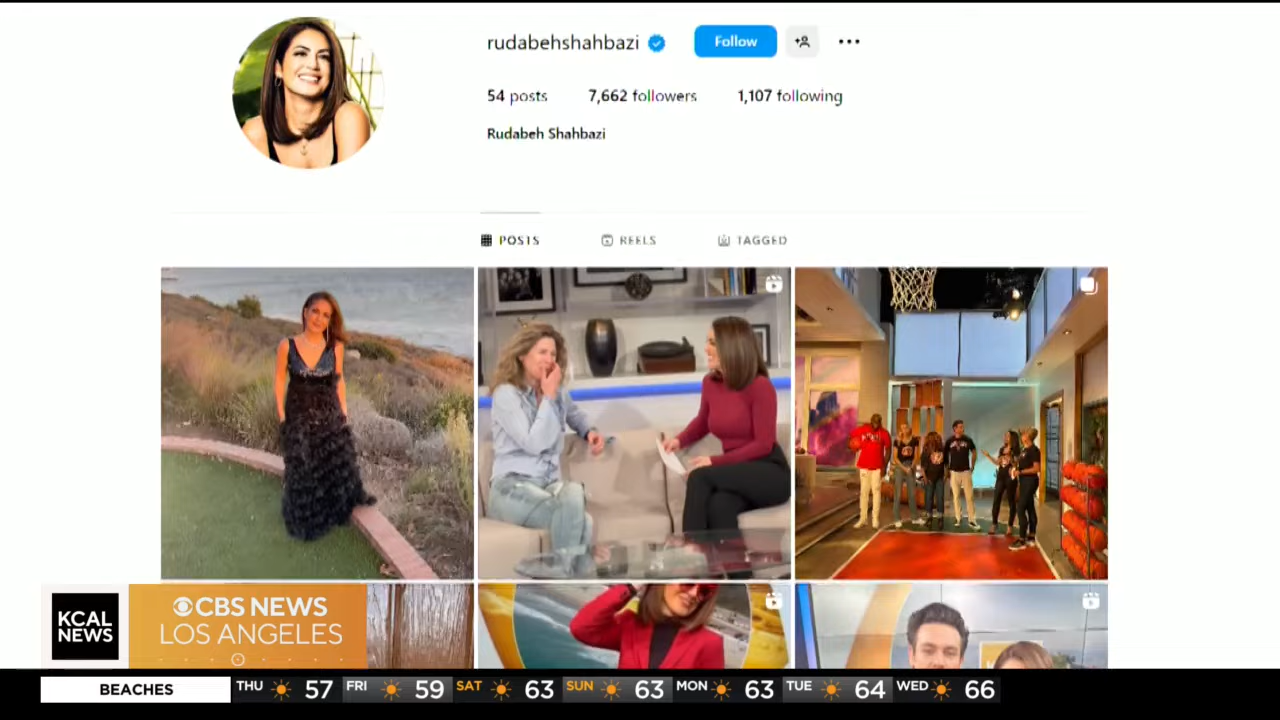 rudabehshahbazi
Follow
54 posts 7,662 followers 1,107 following
Rudabeh Shahbazi
POSTS REELS TAGGED
KCAL NEWS
CBS NEWS
LOS ANGELES
BEACHES THU 57 FRI 59 SAT 63 SUN 63 MON 63 TUE 64 WED 66